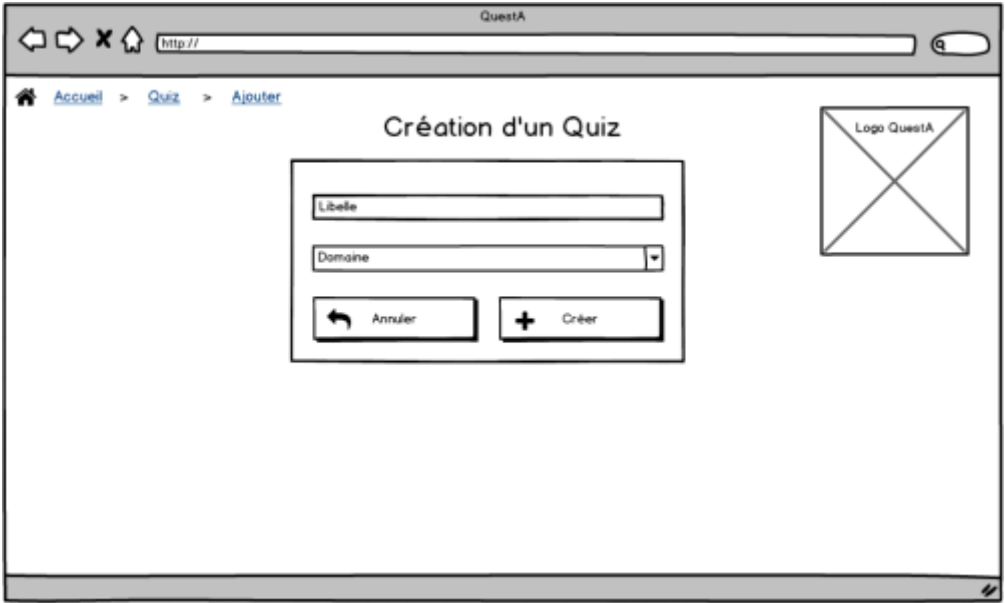 QuestA
http://
Accueil > Quiz > Ajouter
Création d'un Quiz
Logo QuestA
Libelle
Domaine
Annuler
Créer